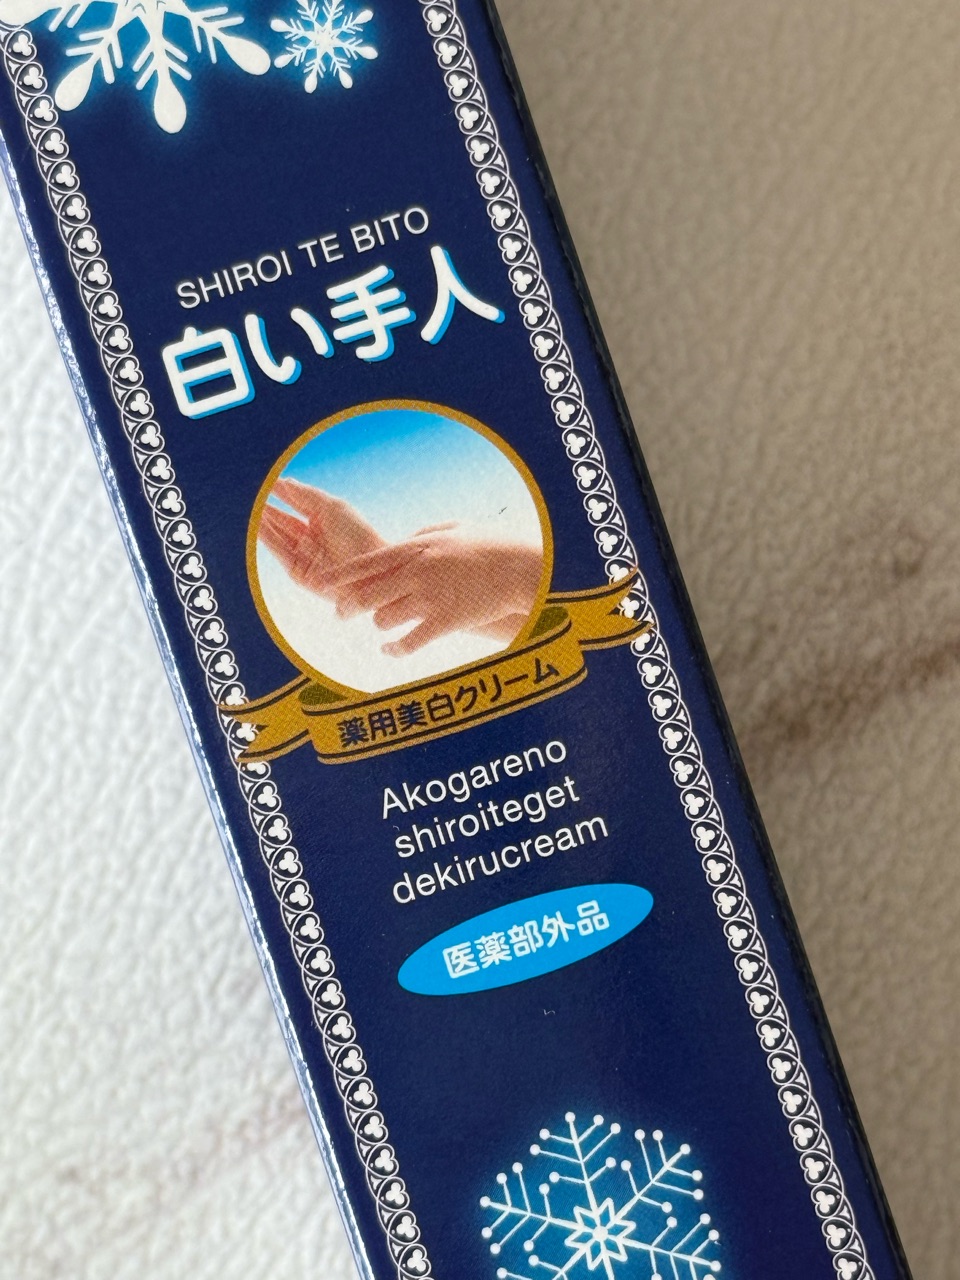 SHIROI TE BITO
白い手人
薬用美白クリーム
Akogareno
shiroiteget
dekirucream
医薬部外品